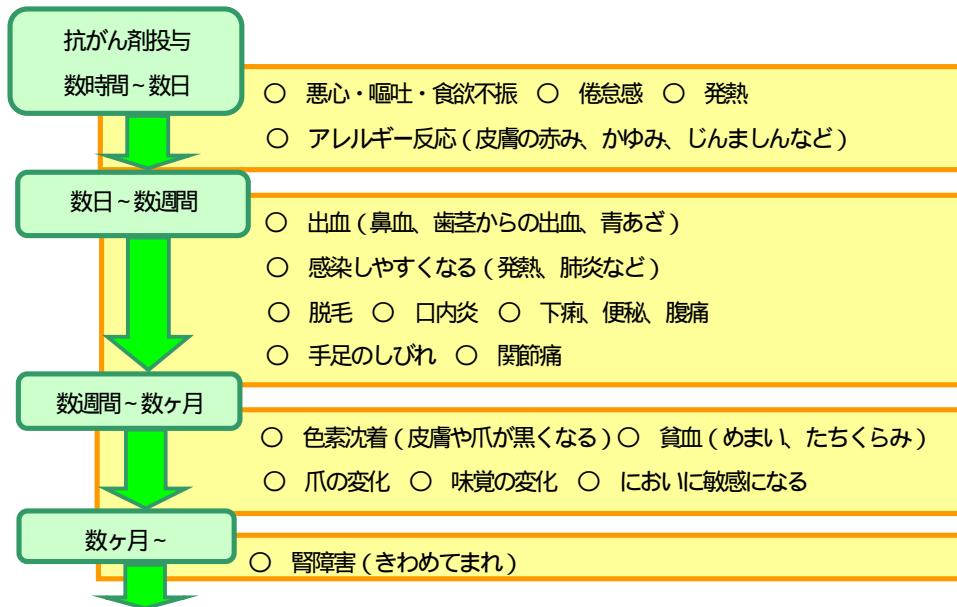 抗がん剤投与
数時間～数日
○ 悪心・嘔吐・食欲不振 ○ 倦怠感 ○ 発熱
○ アレルギー反応（皮膚の赤み、かゆみ、じんましんなど）
数日～数週間
○ 出血（鼻血、歯茎からの出血、青あざ）
○ 感染しやすくなる（発熱、肺炎など）
○ 脱毛 ○ 口内炎 ○ 下痢、便秘、腹痛
○ 手足のしびれ ○ 関節痛
数週間～数ヶ月
○ 色素沈着（皮膚や爪が黒くなる）○ 貧血（めまい、たちくらみ）
○ 爪の変化 ○ 味覚の変化 ○ においに敏感になる
数ヶ月～
○ 腎障害（きわめてまれ）